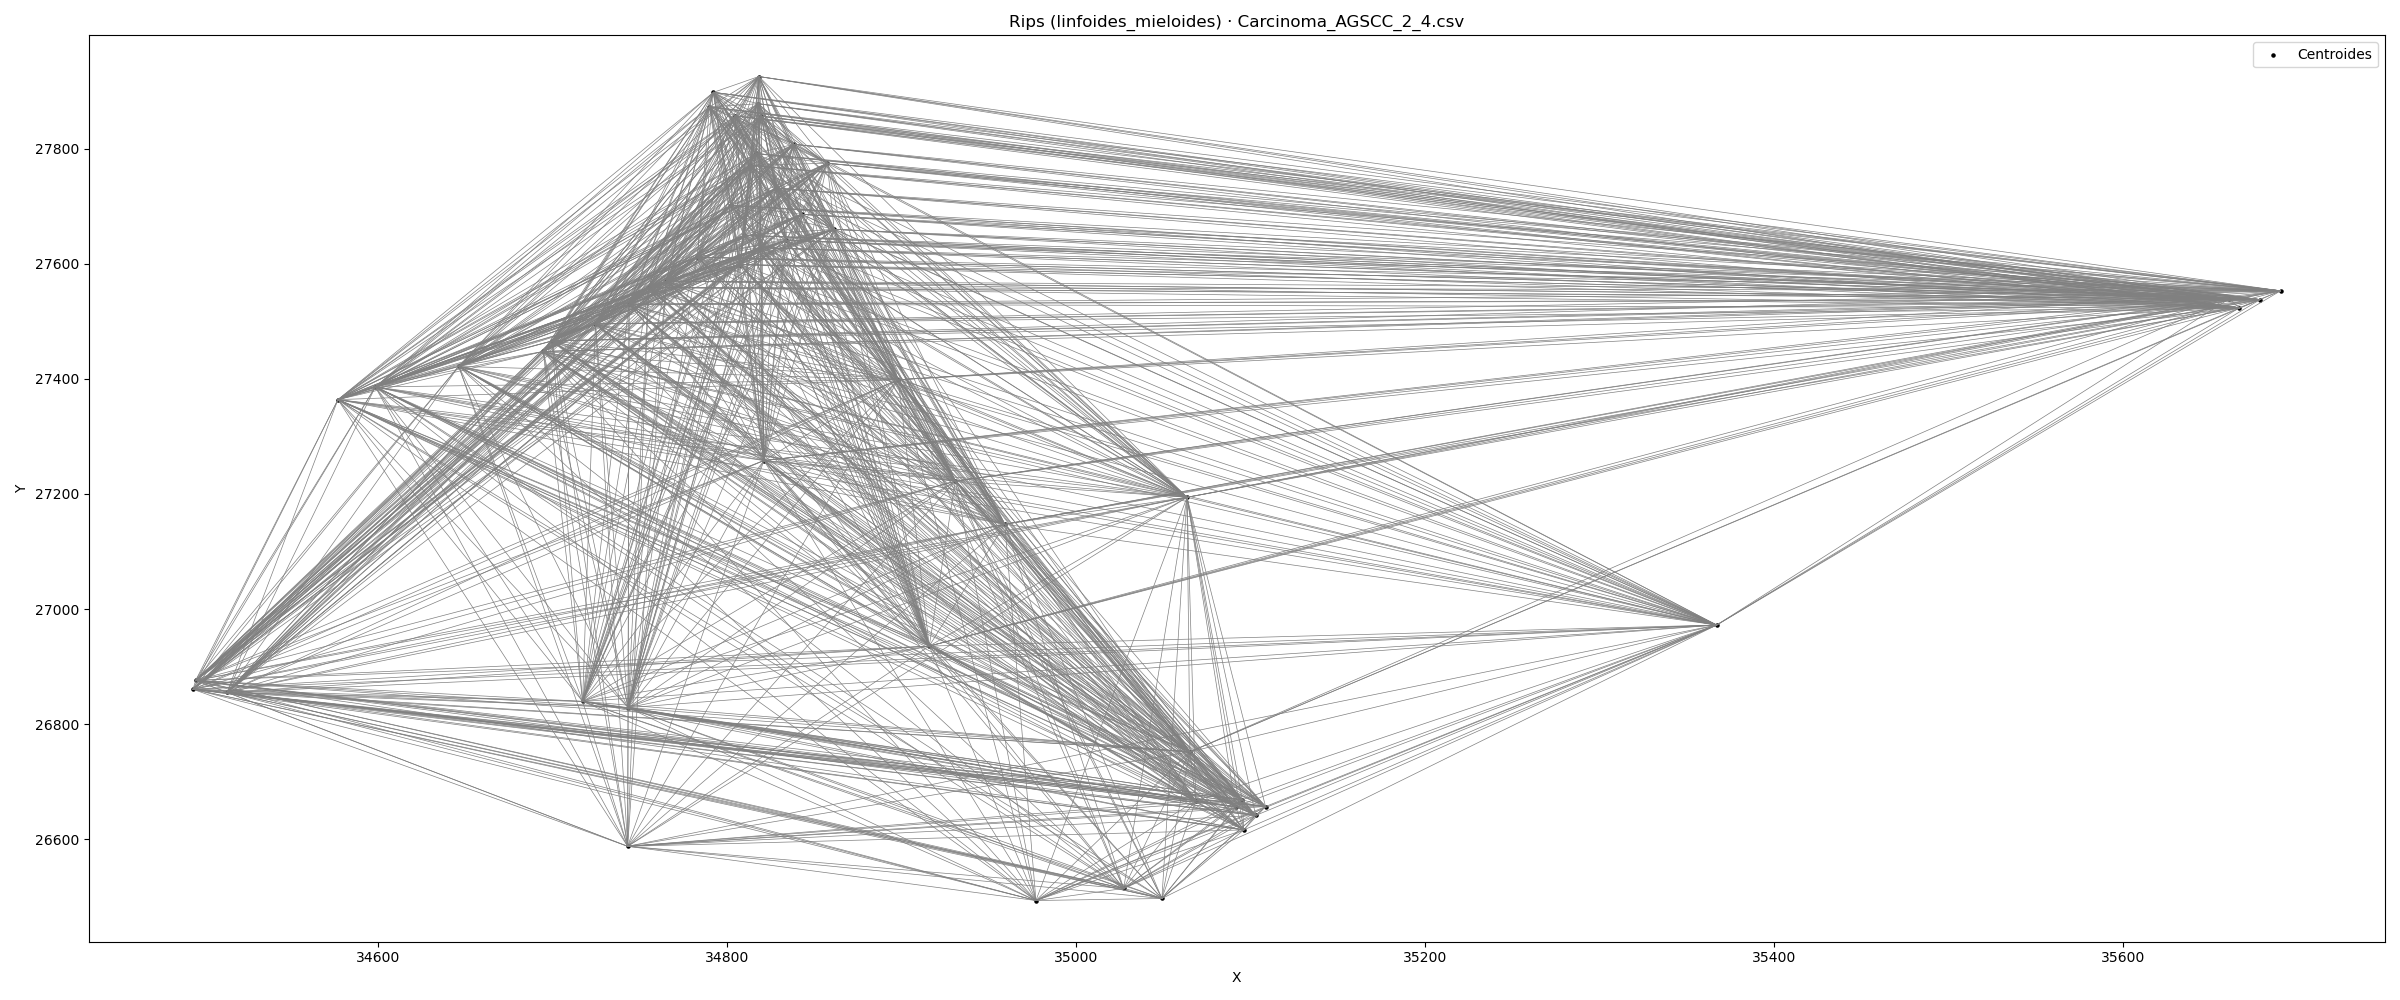 Rips (linfoides_mieloides) · Carcinoma_AGSCC_2_4.csv
Centroides
27800
27600
27400
27200
27000
26800
26600
Y
34600 34800 35000 35200 35400 35600
X